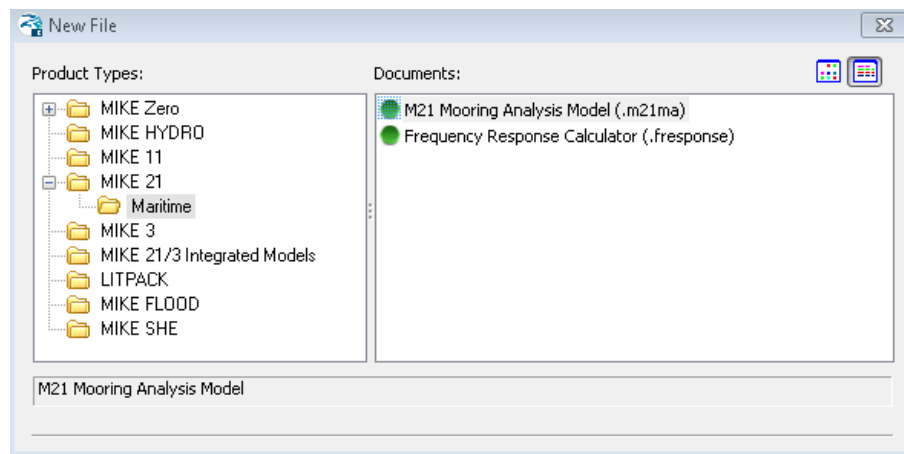 New File
Product Types:
Documents:
MIKE Zero
MIKE HYDRO
MIKE 11
MIKE 21
Maritime
MIKE 3
MIKE 21/3 Integrated Models
LITPACK
MIKE FLOOD
MIKE SHE
M21 Mooring Analysis Model (.m21ma)
Frequency Response Calculator (.fresponse)
M21 Mooring Analysis Model